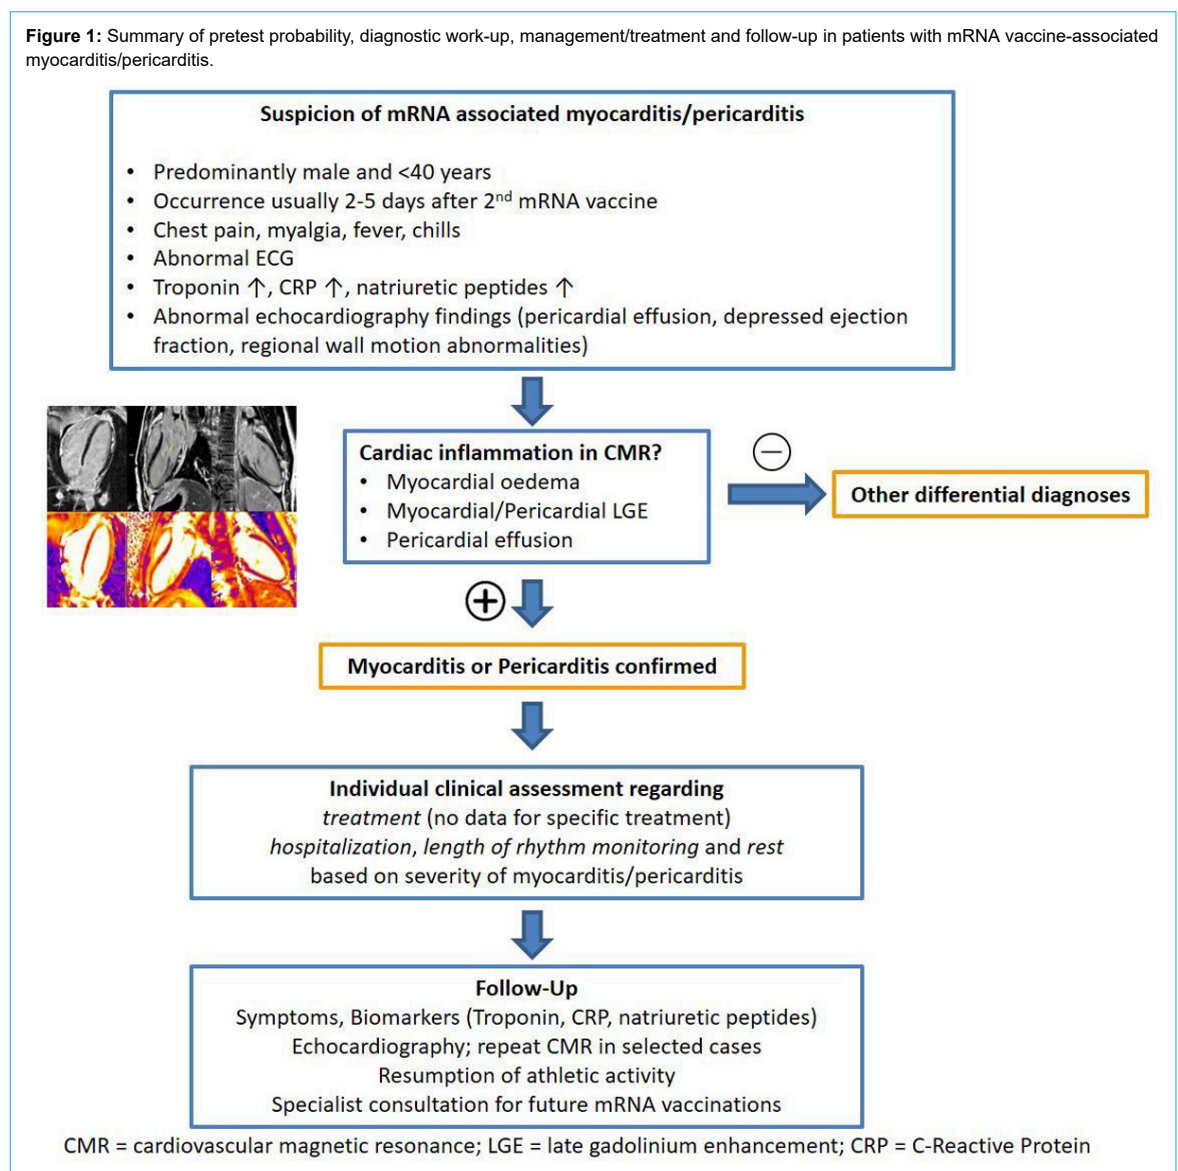 Figure 1: Summary of pretest probability, diagnostic work-up, management/treatment and follow-up in patients with mRNA vaccine-associated
myocarditis/pericarditis.
Suspicion of mRNA associated myocarditis/pericarditis
• Predominantly male and <40 years
• Occurrence usually 2-5 days after 2nd mRNA vaccine
• Chest pain, myalgia, fever, chills
• Abnormal ECG
• Troponin ↑, CRP ↑, natriuretic peptides ↑
• Abnormal echocardiography findings (pericardial effusion, depressed ejection
fraction, regional wall motion abnormalities)
Cardiac inflammation in CMR?
• Myocardial oedema
• Myocardial/Pericardial LGE
• Pericardial effusion
−
Other differential diagnoses
+
Myocarditis or Pericarditis confirmed
Individual clinical assessment regarding
treatment (no data for specific treatment)
hospitalization, length of rhythm monitoring and rest
based on severity of myocarditis/pericarditis
Follow-Up
Symptoms, Biomarkers (Troponin, CRP, natriuretic peptides)
Echocardiography; repeat CMR in selected cases
Resumption of athletic activity
Specialist consultation for future mRNA vaccinations
CMR = cardiovascular magnetic resonance; LGE = late gadolinium enhancement; CRP = C-Reactive Protein